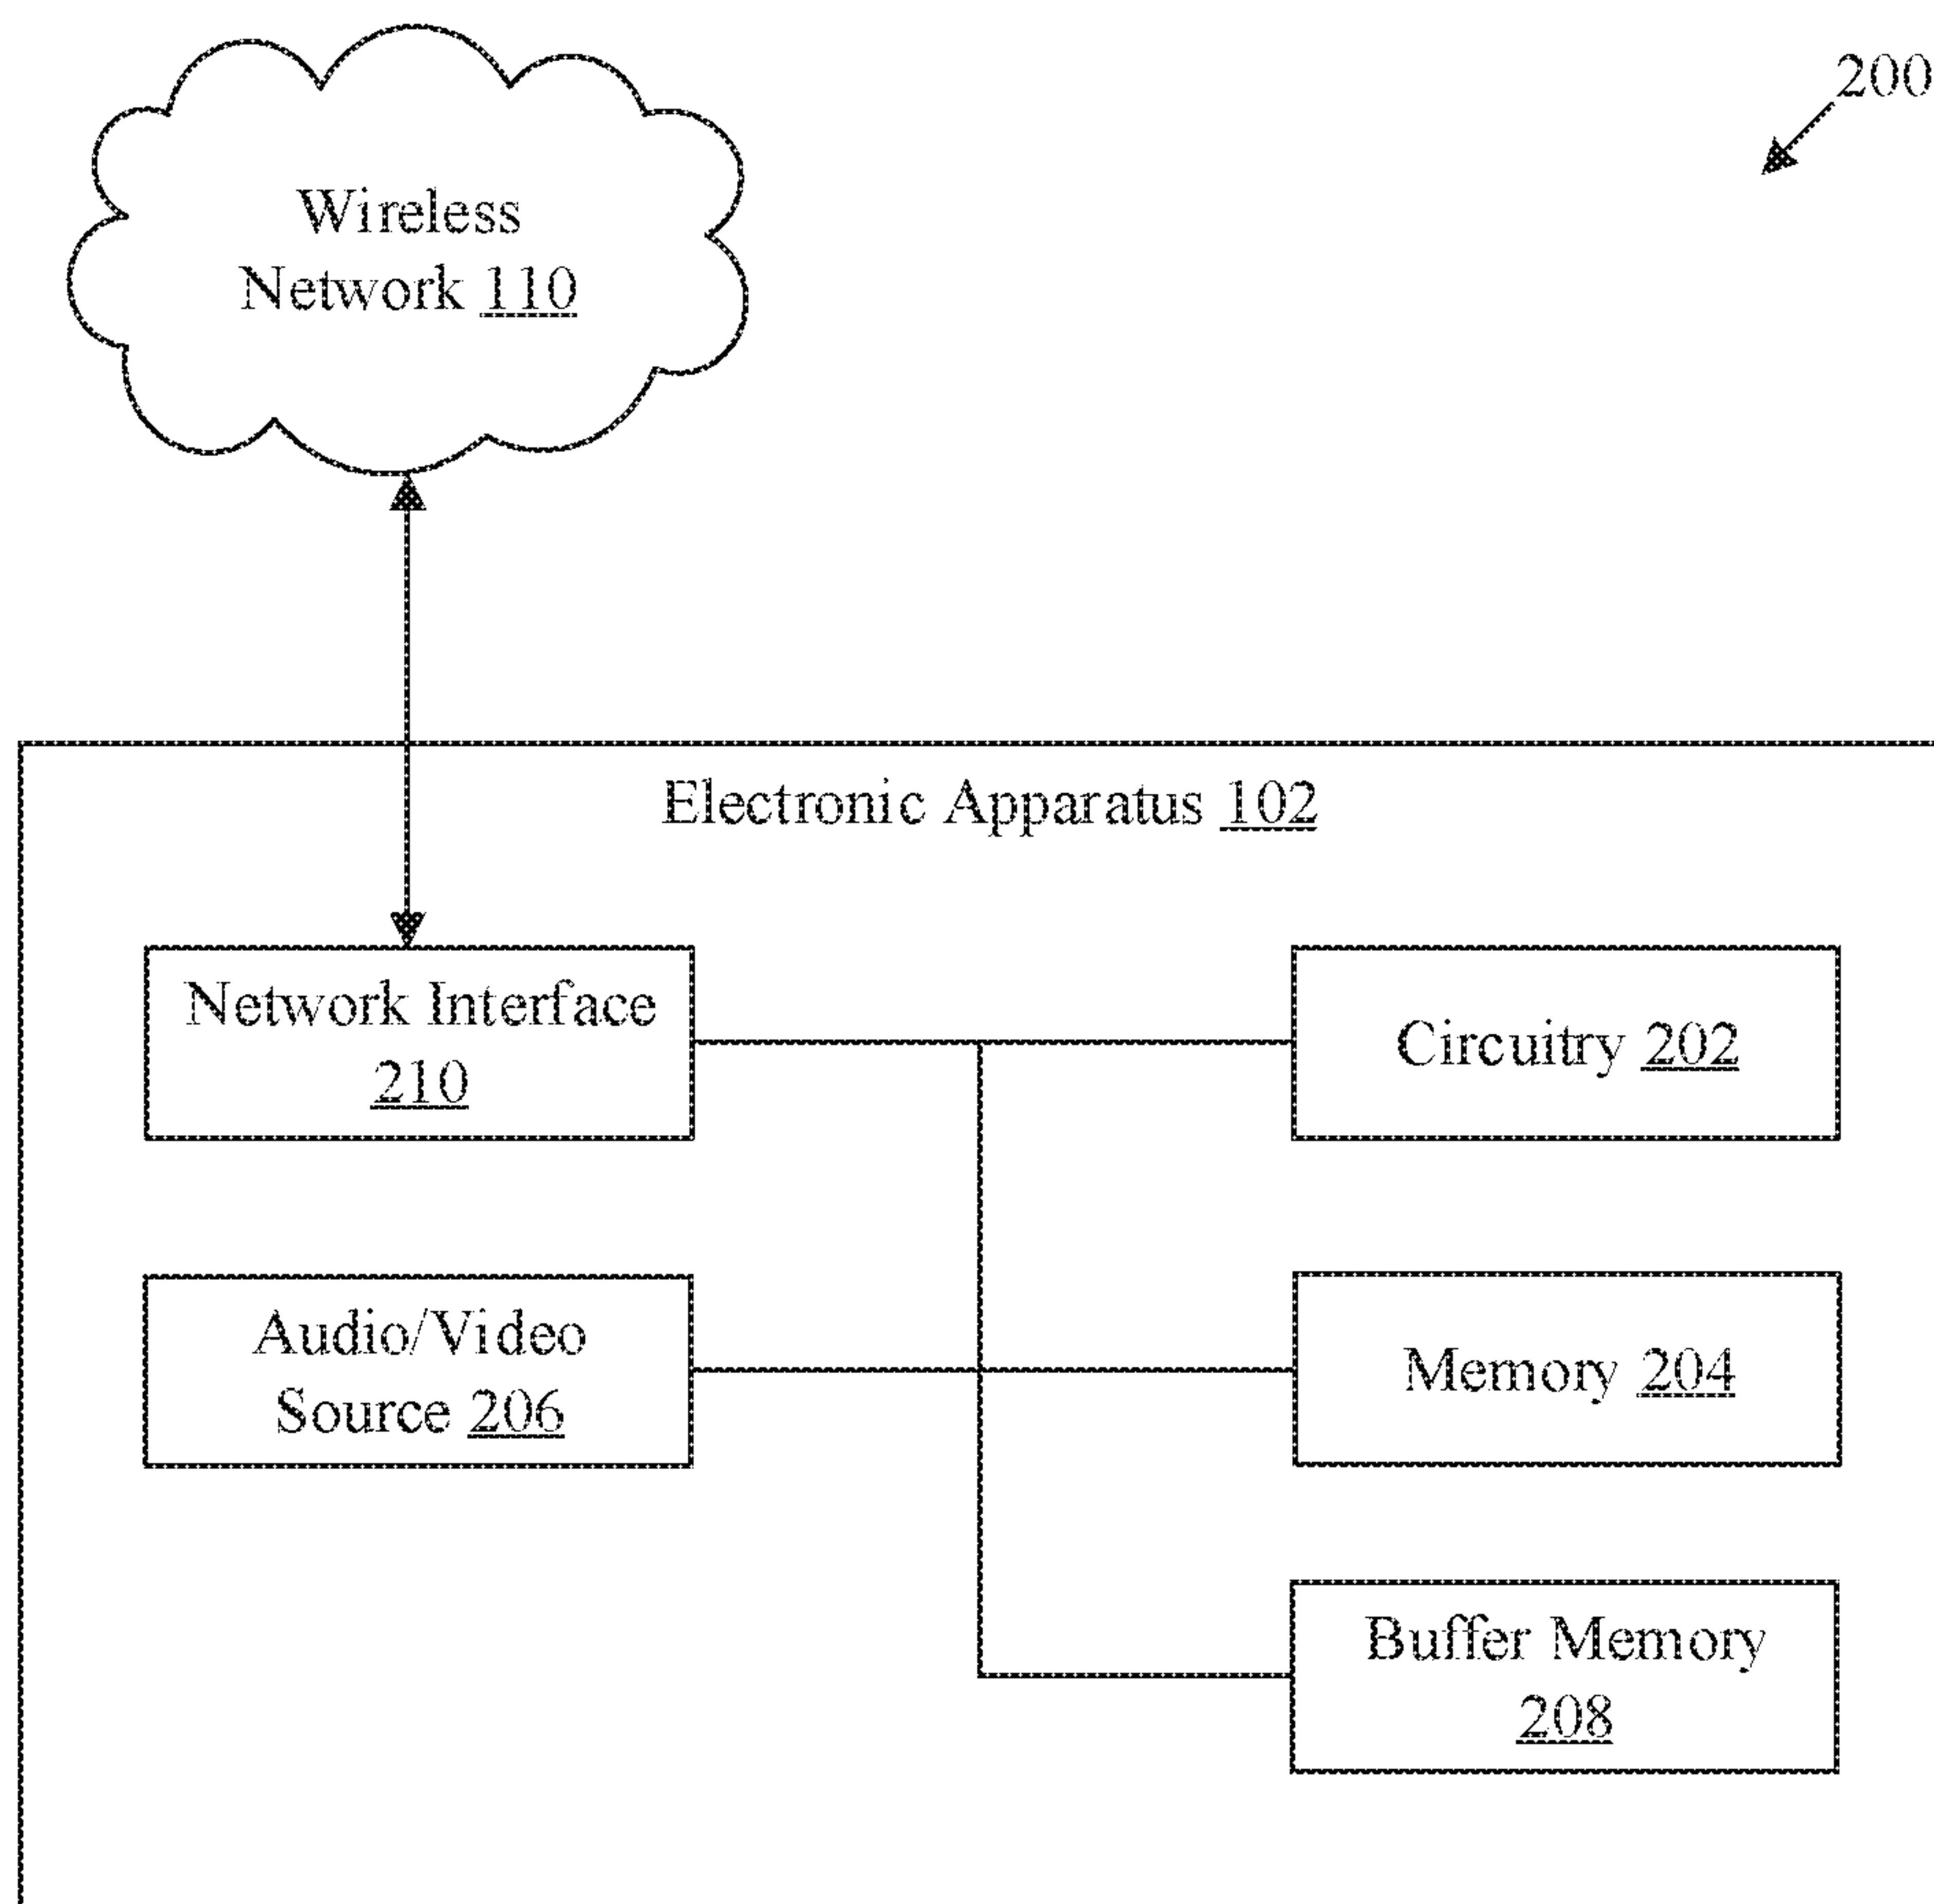 200
Wireless
Network 110
Electronic Apparatus 102
Network Interface
210
Circuitry 202
Audio/Video
Source 206
Memory 204
Buffer Memory
208